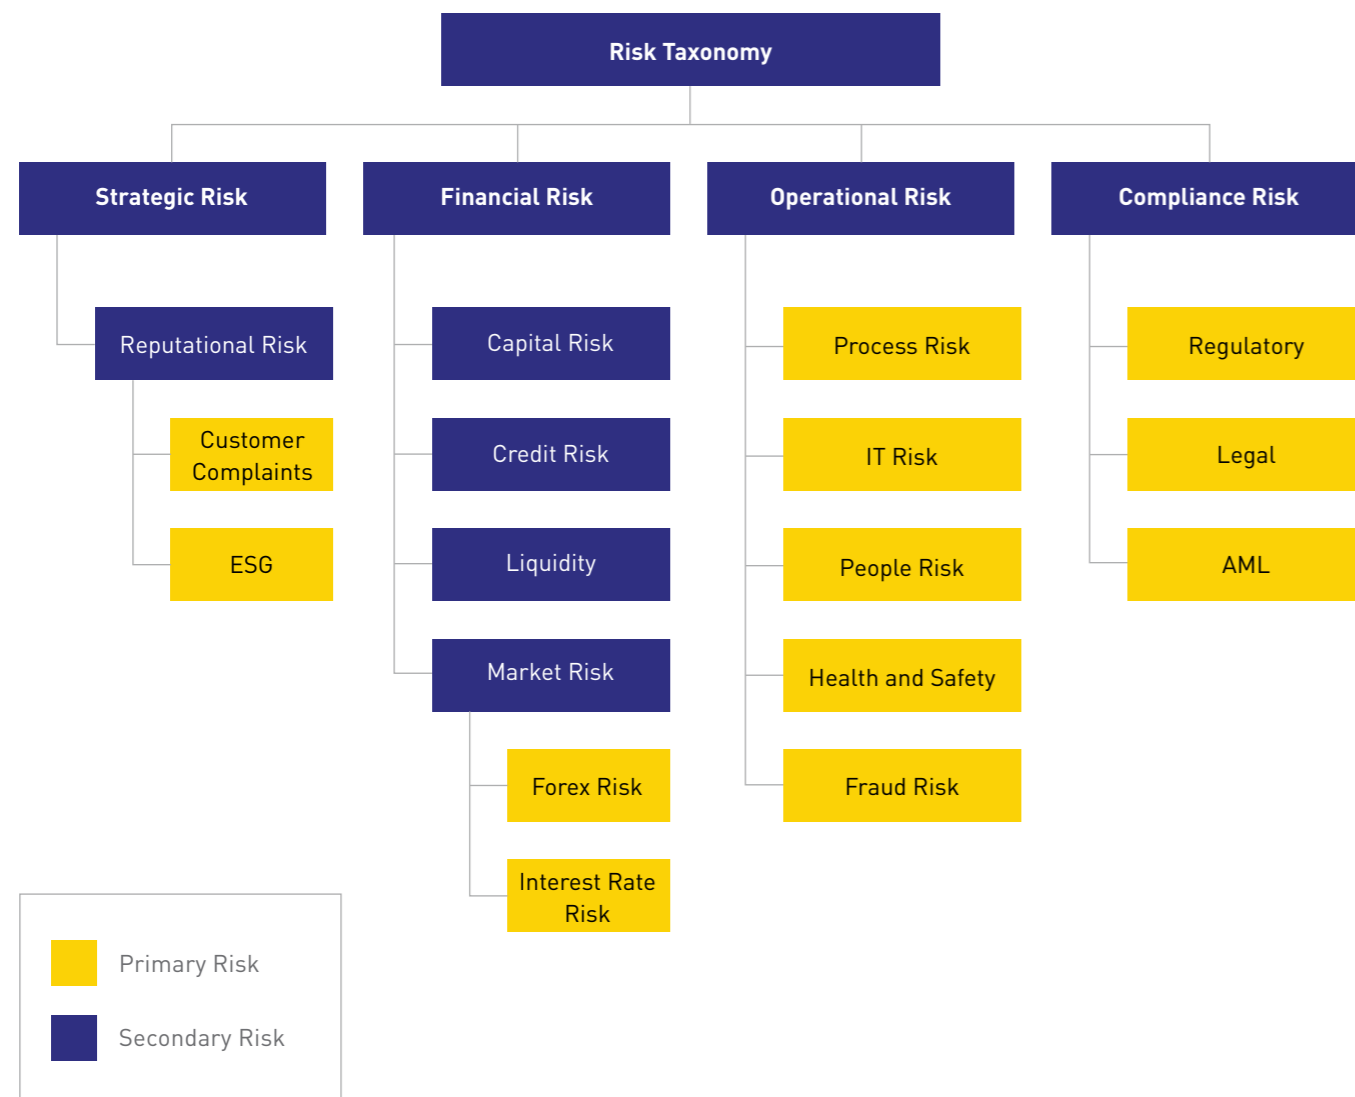 Risk Taxonomy
Strategic Risk
Financial Risk
Operational Risk
Compliance Risk
Reputational Risk
Customer
Complaints
ESG
Capital Risk
Credit Risk
Liquidity
Market Risk
Forex Risk
Interest Rate
Risk
Process Risk
IT Risk
People Risk
Health and Safety
Fraud Risk
Regulatory
Legal
AML
Primary Risk
Secondary Risk